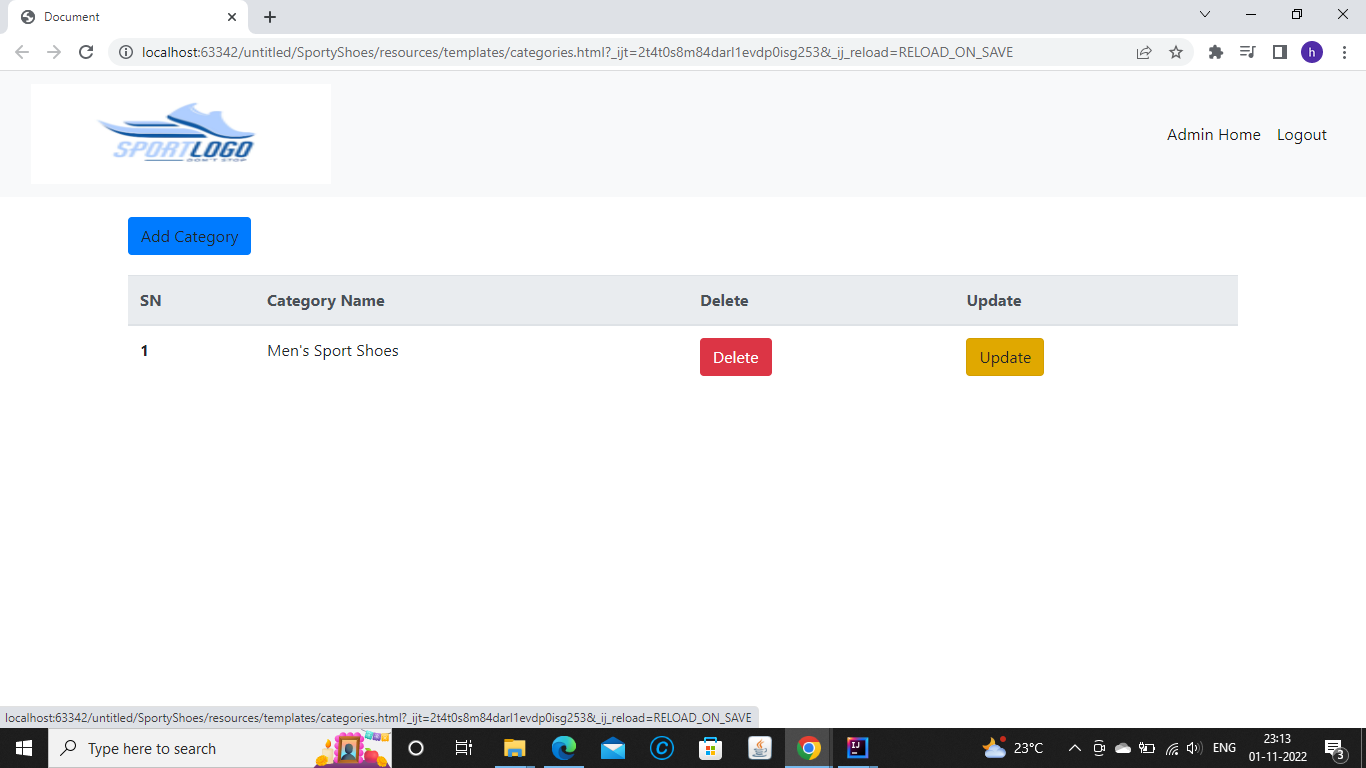 Document
localhost:63342/untitled/SportyShoes/resources/templates/categories.html?_ijt=2t4t0s8m84darl1evdp0isg253&_ij_reload=RELOAD_ON_SAVE
h
SPORTLOGO
DON'T STOP
Admin Home Logout
Add Category
SN Category Name Delete Update
1 Men's Sport Shoes Delete Update
localhost:63342/untitled/SportyShoes/resources/templates/categories.html?_ijt=2t4t0s8m84darl1evdp0isg253&_ij_reload=RELOAD_ON_SAVE
Type here to search
C
IJ
23°C
ENG
23:13
01-11-2022
3